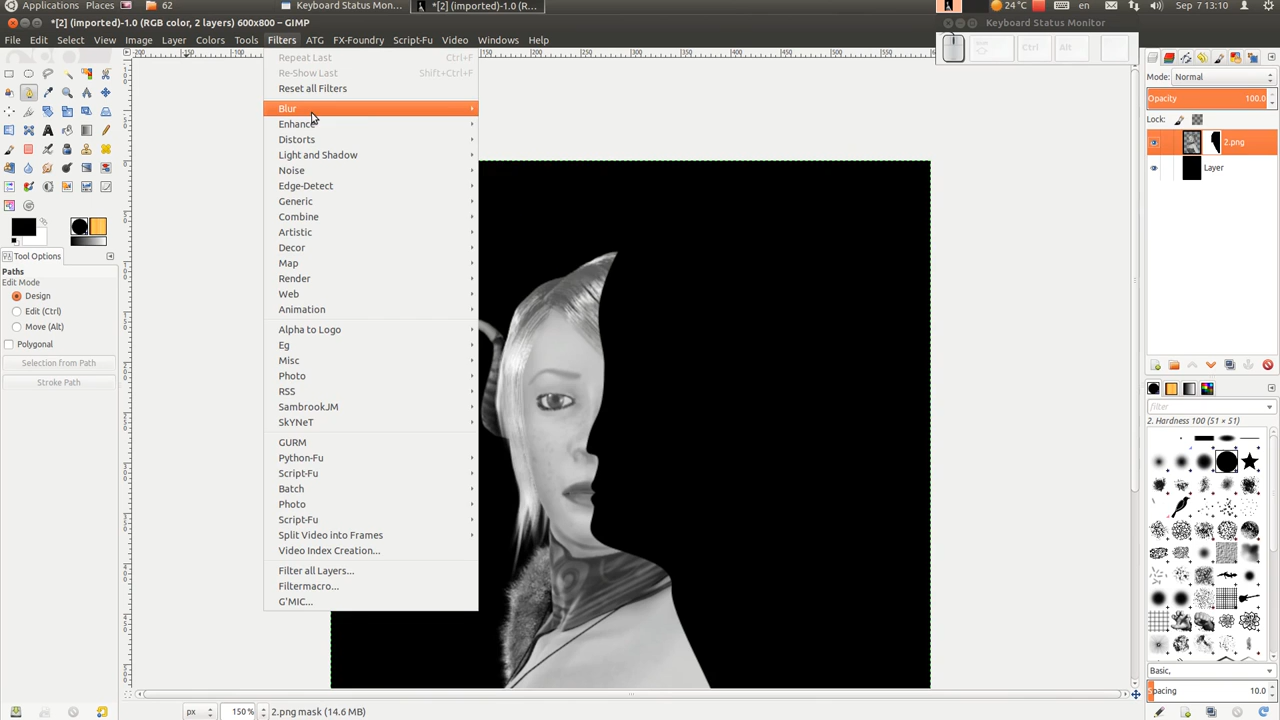 Applications Places 62 Keyboard Status Monitor *[2] (imported)-1.0 (R... 24 °C Sep 7 13:10
*[2] (imported)-1.0 (RGB color, 2 layers) 600x800 – GIMP
Keyboard Status Monitor
File Edit Select View Image Layer Colors Tools Filters ATG FX-Foundry Script-Fu Video Windows Help
Ctrl Alt
Repeat Last Ctrl+F
Re-Show Last Shift+Ctrl+F
Reset all Filters
Blur
Enhance
Distorts
Light and Shadow
Noise
Edge-Detect
Generic
Combine
Artistic
Decor
Map
Render
Web
Animation
Alpha to Logo
Eg
Misc
Photo
RSS
SambrookJM
SkYNeT
GURM
Python-Fu
Script-Fu
Batch
Photo
Script-Fu
Split Video into Frames
Video Index Creation...
Filter all Layers...
Filtermacro...
G'MIC...
Tool Options
Paths
Edit Mode
Design
Edit (Ctrl)
Move (Alt)
Polygonal
Selection from Path
Stroke Path
Mode: Normal
Opacity 100.0
Lock:
2.png
Layer
filter
2. Hardness 100 (51 × 51)
Basic,
Spacing 10.0
px 150 % 2.png mask (14.6 MB)